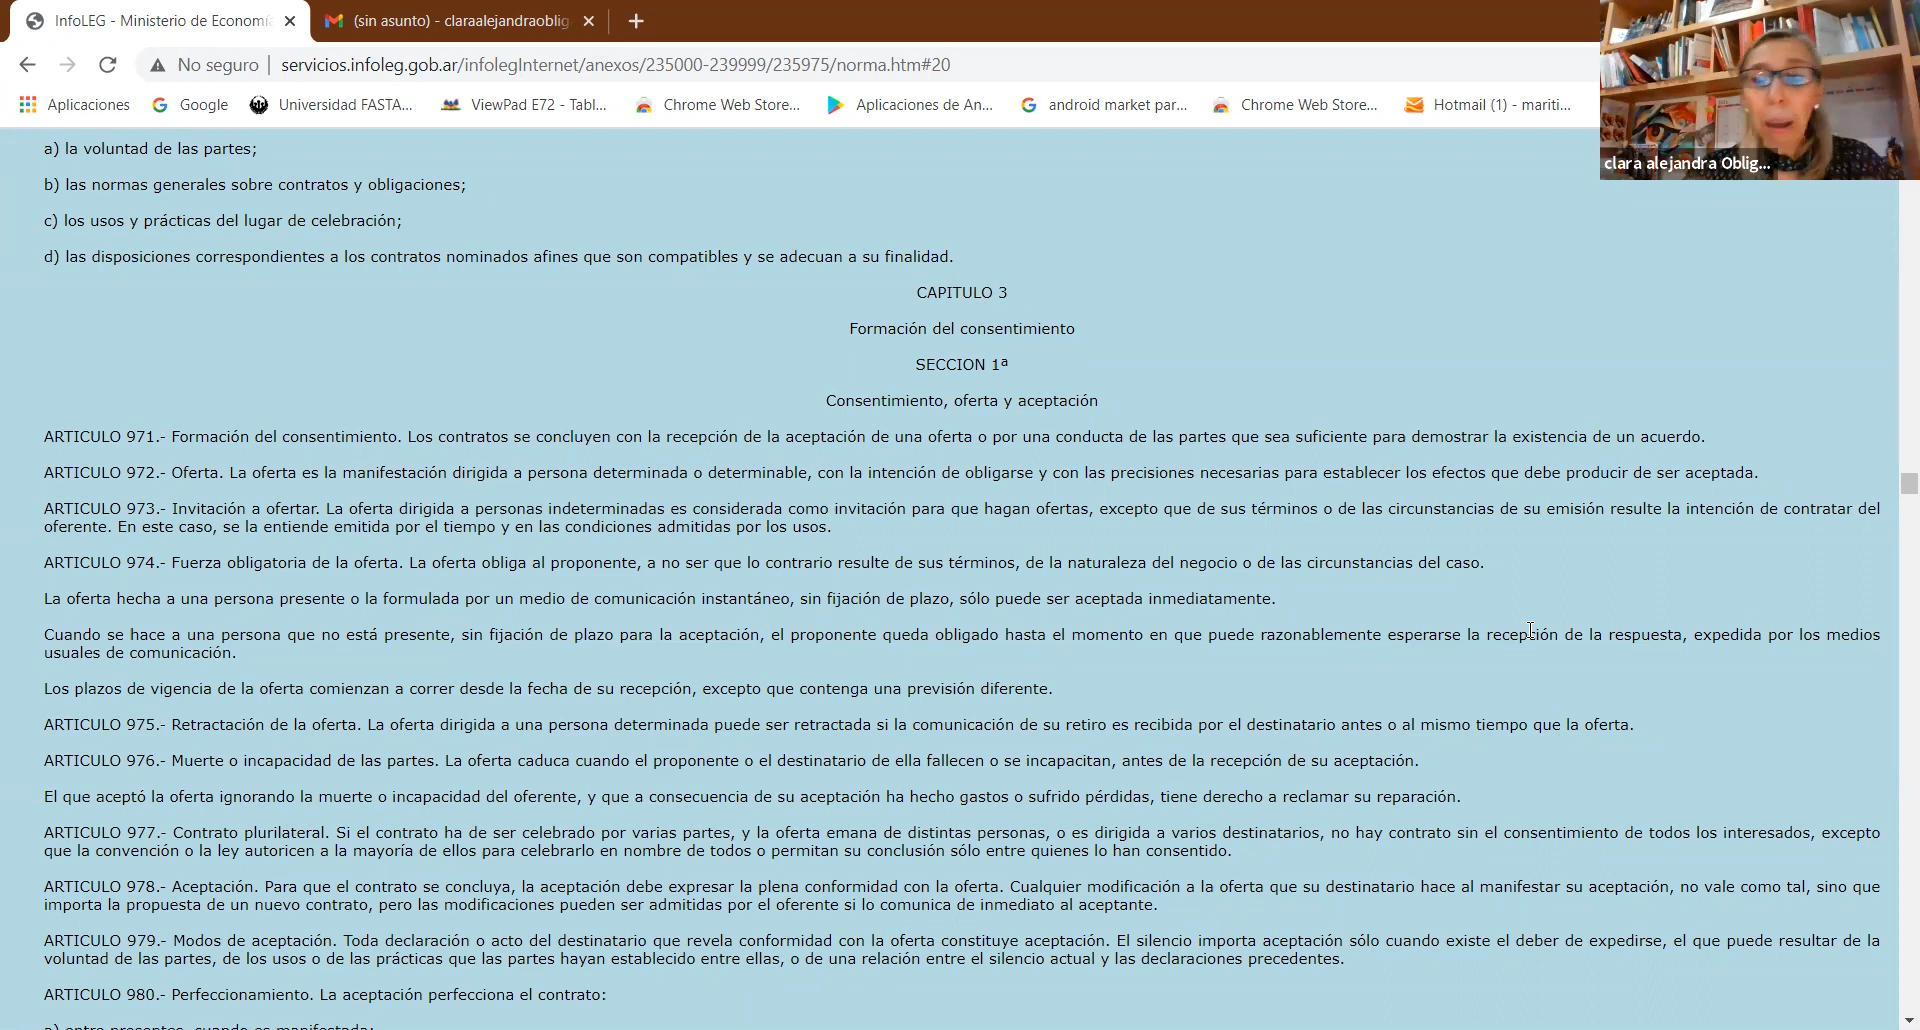 InfoLEG - Ministerio de Economía
(sin asunto) - claraalejandraoblig
No seguro
servicios.infoleg.gob.ar/infolegInternet/anexos/235000-239999/235975/norma.htm#20
Aplicaciones
Google
Universidad FASTA...
ViewPad E72 - Tabl...
Chrome Web Store...
Aplicaciones de An...
android market par...
Chrome Web Store...
Hotmail (1) - mariti...
clara alejandra Oblig...
a) la voluntad de las partes;
b) las normas generales sobre contratos y obligaciones;
c) los usos y prácticas del lugar de celebración;
d) las disposiciones correspondientes a los contratos nominados afines que son compatibles y se adecuan a su finalidad.
CAPITULO 3
Formación del consentimiento
SECCION 1ª
Consentimiento, oferta y aceptación
ARTICULO 971.- Formación del consentimiento. Los contratos se concluyen con la recepción de la aceptación de una oferta o por una conducta de las partes que sea suficiente para demostrar la existencia de un acuerdo.
ARTICULO 972.- Oferta. La oferta es la manifestación dirigida a persona determinada o determinable, con la intención de obligarse y con las precisiones necesarias para establecer los efectos que debe producir de ser aceptada.
ARTICULO 973.- Invitación a ofertar. La oferta dirigida a personas indeterminadas es considerada como invitación para que hagan ofertas, excepto que de sus términos o de las circunstancias de su emisión resulte la intención de contratar del
oferente. En este caso, se la entiende emitida por el tiempo y en las condiciones admitidas por los usos.
ARTICULO 974.- Fuerza obligatoria de la oferta. La oferta obliga al proponente, a no ser que lo contrario resulte de sus términos, de la naturaleza del negocio o de las circunstancias del caso.
La oferta hecha a una persona presente o la formulada por un medio de comunicación instantáneo, sin fijación de plazo, sólo puede ser aceptada inmediatamente.
Cuando se hace a una persona que no está presente, sin fijación de plazo para la aceptación, el proponente queda obligado hasta el momento en que puede razonablemente esperarse la recepción de la respuesta, expedida por los medios
usuales de comunicación.
Los plazos de vigencia de la oferta comienzan a correr desde la fecha de su recepción, excepto que contenga una previsión diferente.
ARTICULO 975.- Retractación de la oferta. La oferta dirigida a una persona determinada puede ser retractada si la comunicación de su retiro es recibida por el destinatario antes o al mismo tiempo que la oferta.
ARTICULO 976.- Muerte o incapacidad de las partes. La oferta caduca cuando el proponente o el destinatario de ella fallecen o se incapacitan, antes de la recepción de su aceptación.
El que aceptó la oferta ignorando la muerte o incapacidad del oferente, y que a consecuencia de su aceptación ha hecho gastos o sufrido pérdidas, tiene derecho a reclamar su reparación.
ARTICULO 977.- Contrato plurilateral. Si el contrato ha de ser celebrado por varias partes, y la oferta emana de distintas personas, o es dirigida a varios destinatarios, no hay contrato sin el consentimiento de todos los interesados, excepto
que la convención o la ley autoricen a la mayoría de ellos para celebrarlo en nombre de todos o permitan su conclusión sólo entre quienes lo han consentido.
ARTICULO 978.- Aceptación. Para que el contrato se concluya, la aceptación debe expresar la plena conformidad con la oferta. Cualquier modificación a la oferta que su destinatario hace al manifestar su aceptación, no vale como tal, sino que
importa la propuesta de un nuevo contrato, pero las modificaciones pueden ser admitidas por el oferente si lo comunica de inmediato al aceptante.
ARTICULO 979.- Modos de aceptación. Toda declaración o acto del destinatario que revela conformidad con la oferta constituye aceptación. El silencio importa aceptación sólo cuando existe el deber de expedirse, el que puede resultar de la
voluntad de las partes, de los usos o de las prácticas que las partes hayan establecido entre ellas, o de una relación entre el silencio actual y las declaraciones precedentes.
ARTICULO 980.- Perfeccionamiento. La aceptación perfecciona el contrato:
a) entre presentes, cuando es manifestada;